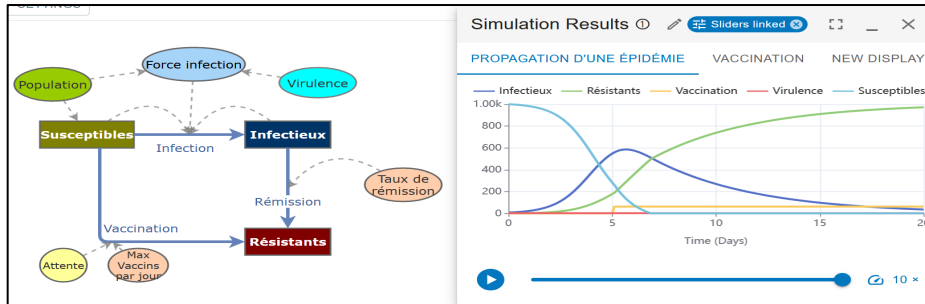 Simulation Results ①
Sliders linked
PROPAGATION D'UNE ÉPIDÉMIE
VACCINATION
NEW DISPLAY
Force infection
Population
Virulence
Susceptibles
Infectieux
Infection
Taux de
rémission
Rémission
Vaccination
Résistants
Attente
Max
Vaccins
par jour
Infectieux
Résistants
Vaccination
Virulence
Susceptibles
1.00k
800
600
400
200
0
0
5
10
15
20
Time (Days)
10 ×